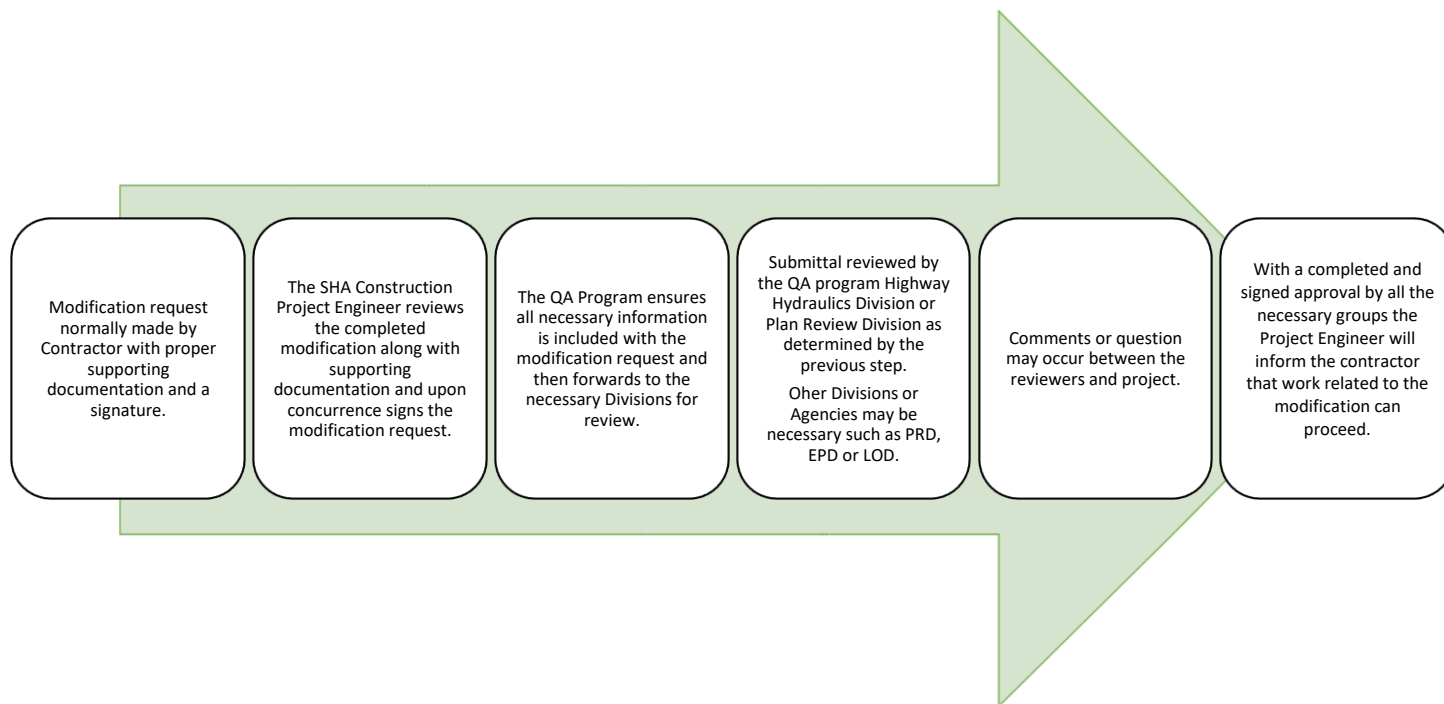 Modification request
normally made by
Contractor with proper
supporting
documentation and a
signature.
The SHA Construction
Project Engineer reviews
the completed
modification along with
supporting
documentation and upon
concurrence signs the
modification request.
The QA Program ensures
all necessary information
is included with the
modification request and
then forwards to the
necessary Divisions for
review.
Submittal reviewed by
the QA program Highway
Hydraulics Division or
Plan Review Division as
determined by the
previous step.
Oher Divisions or
Agencies may be
necessary such as PRD,
EPD or LOD.
Comments or question
may occur between the
reviewers and project.
With a completed and
signed approval by all the
necessary groups the
Project Engineer will
inform the contractor
that work related to the
modification can
proceed.